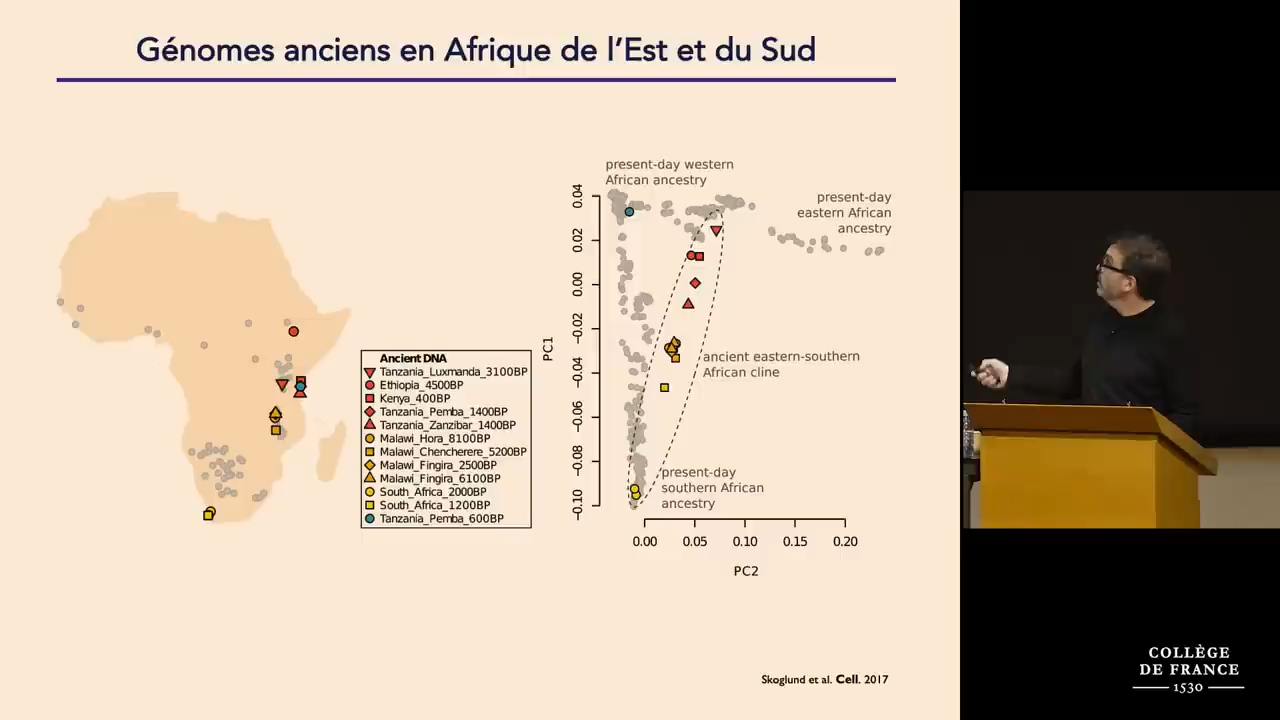 Génomes anciens en Afrique de l'Est et du Sud
Ancient DNA
Tanzania_Luxmanda_3100BP
Ethiopia_4500BP
Kenya_400BP
Tanzania_Pemba_1400BP
Tanzania_Zanzibar_1400BP
Malawi_Hora_8100BP
Malawi_Chencherere_5200BP
Malawi_Fingira_2500BP
Malawi_Fingira_6100BP
South_Africa_2000BP
South_Africa_1200BP
Tanzania_Pemba_600BP
present-day western
African ancestry
present-day
eastern African
ancestry
ancient eastern-southern
African cline
present-day
southern African
ancestry
PC1
0.04
0.02
0.00
−0.02
−0.04
−0.06
−0.08
−0.10
0.00 0.05 0.10 0.15 0.20
PC2
Skoglund et al. Cell. 2017
COLLÈGE
DE FRANCE
1530